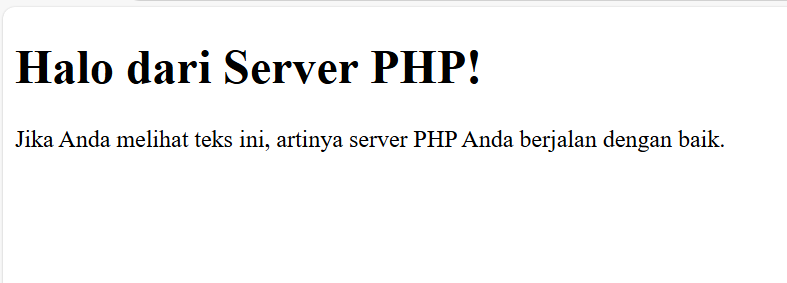 Halo dari Server PHP!
Jika Anda melihat teks ini, artinya server PHP Anda berjalan dengan baik.